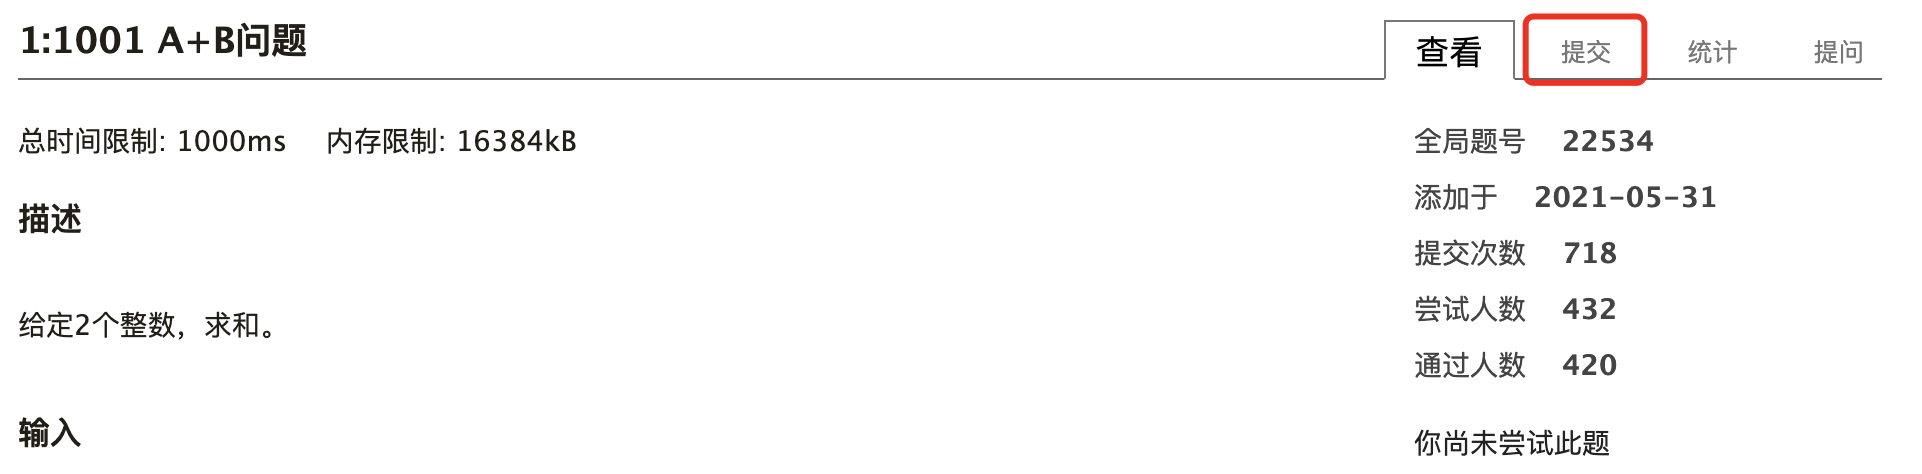 1:1001 A+B问题
查看 提交 统计 提问
总时间限制: 1000ms 内存限制: 16384kB
描述
给定2个整数，求和。
输入
全局题号 22534
添加于 2021-05-31
提交次数 718
尝试人数 432
通过人数 420
你尚未尝试此题